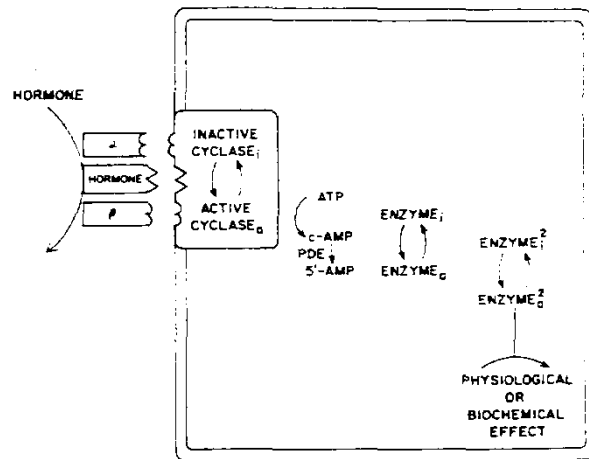 HORMONE
α
HORMONE
β
INACTIVE
CYCLASEᵢ
ACTIVE
CYCLASEₐ
ATP
c-AMP
PDE
5'-AMP
ENZYMEᵢ
ENZYMEₐ
ENZYMEᵢ²
ENZYMEₐ²
PHYSIOLOGICAL
OR
BIOCHEMICAL
EFFECT